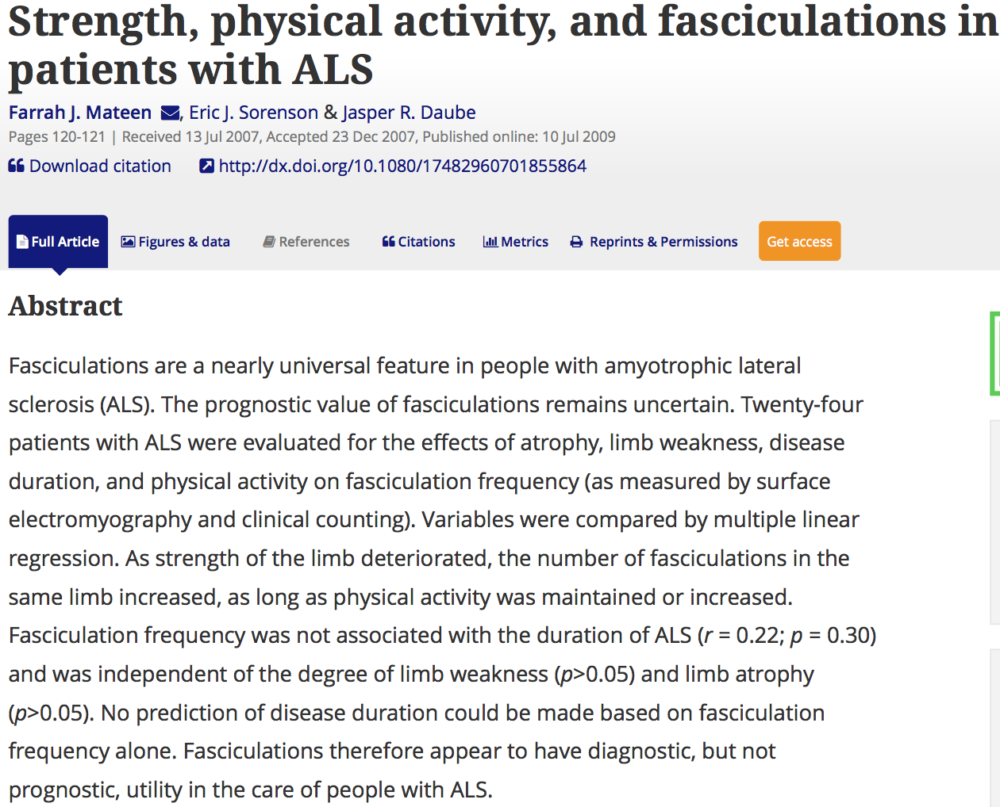 Strength, physical activity, and fasciculations in
patients with ALS
Farrah J. Mateen , Eric J. Sorenson & Jasper R. Daube
Pages 120-121 | Received 13 Jul 2007, Accepted 23 Dec 2007, Published online: 10 Jul 2009
Download citation http://dx.doi.org/10.1080/17482960701855864
Full Article Figures & data References Citations Metrics Reprints & Permissions Get access
Abstract
Fasciculations are a nearly universal feature in people with amyotrophic lateral
sclerosis (ALS). The prognostic value of fasciculations remains uncertain. Twenty-four
patients with ALS were evaluated for the effects of atrophy, limb weakness, disease
duration, and physical activity on fasciculation frequency (as measured by surface
electromyography and clinical counting). Variables were compared by multiple linear
regression. As strength of the limb deteriorated, the number of fasciculations in the
same limb increased, as long as physical activity was maintained or increased.
Fasciculation frequency was not associated with the duration of ALS (r = 0.22; p = 0.30)
and was independent of the degree of limb weakness (p>0.05) and limb atrophy
(p>0.05). No prediction of disease duration could be made based on fasciculation
frequency alone. Fasciculations therefore appear to have diagnostic, but not
prognostic, utility in the care of people with ALS.